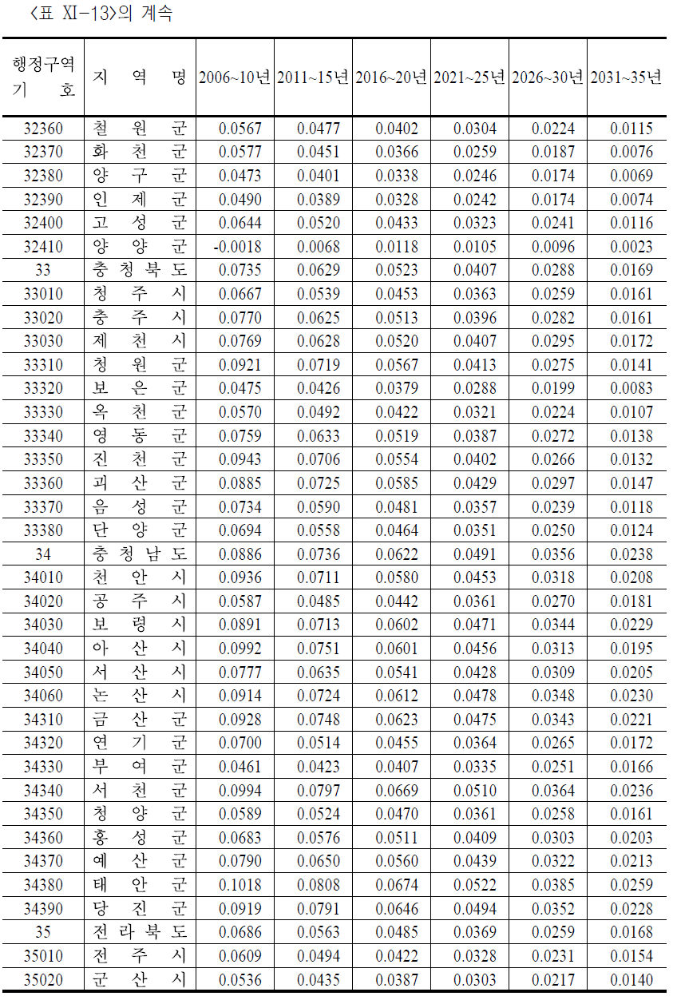 <표 XI-13>의 계속
행정구역 기 호 지 역 명 2006~10년 2011~15년 2016~20년 2021~25년 2026~30년 2031~35년
32360 철 원 군 0.0567 0.0477 0.0402 0.0304 0.0224 0.0115
32370 화 천 군 0.0577 0.0451 0.0366 0.0259 0.0187 0.0076
32380 양 구 군 0.0473 0.0401 0.0338 0.0246 0.0174 0.0069
32390 인 제 군 0.0490 0.0389 0.0328 0.0242 0.0174 0.0074
32400 고 성 군 0.0644 0.0520 0.0433 0.0323 0.0241 0.0116
32410 양 양 군 -0.0018 0.0068 0.0118 0.0105 0.0096 0.0023
33 충 청 북 도 0.0735 0.0629 0.0523 0.0407 0.0288 0.0169
33010 청 주 시 0.0667 0.0539 0.0453 0.0363 0.0259 0.0161
33020 충 주 시 0.0770 0.0625 0.0513 0.0396 0.0282 0.0161
33030 제 천 시 0.0769 0.0628 0.0520 0.0407 0.0295 0.0172
33310 청 원 군 0.0921 0.0719 0.0567 0.0413 0.0275 0.0141
33320 보 은 군 0.0475 0.0426 0.0379 0.0288 0.0199 0.0083
33330 옥 천 군 0.0570 0.0492 0.0422 0.0321 0.0224 0.0107
33340 영 동 군 0.0759 0.0633 0.0519 0.0387 0.0272 0.0138
33350 진 천 군 0.0943 0.0706 0.0554 0.0402 0.0266 0.0132
33360 괴 산 군 0.0885 0.0725 0.0585 0.0429 0.0297 0.0147
33370 음 성 군 0.0734 0.0590 0.0481 0.0357 0.0239 0.0118
33380 단 양 군 0.0694 0.0558 0.0464 0.0351 0.0250 0.0124
34 충 청 남 도 0.0886 0.0736 0.0622 0.0491 0.0356 0.0238
34010 천 안 시 0.0936 0.0711 0.0580 0.0453 0.0318 0.0208
34020 공 주 시 0.0587 0.0485 0.0442 0.0361 0.0270 0.0181
34030 보 령 시 0.0891 0.0713 0.0602 0.0471 0.0344 0.0229
34040 아 산 시 0.0992 0.0751 0.0601 0.0456 0.0313 0.0195
34050 서 산 시 0.0777 0.0635 0.0541 0.0428 0.0309 0.0205
34060 논 산 시 0.0914 0.0724 0.0612 0.0478 0.0348 0.0230
34310 금 산 군 0.0928 0.0748 0.0623 0.0475 0.0343 0.0221
34320 연 기 군 0.0700 0.0514 0.0455 0.0364 0.0265 0.0172
34330 부 여 군 0.0461 0.0423 0.0407 0.0335 0.0251 0.0166
34340 서 천 군 0.0994 0.0797 0.0669 0.0510 0.0364 0.0236
34350 청 양 군 0.0589 0.0524 0.0470 0.0361 0.0258 0.0161
34360 홍 성 군 0.0683 0.0576 0.0511 0.0409 0.0303 0.0203
34370 예 산 군 0.0790 0.0650 0.0560 0.0439 0.0322 0.0213
34380 태 안 군 0.1018 0.0808 0.0674 0.0522 0.0385 0.0259
34390 당 진 군 0.0919 0.0791 0.0646 0.0494 0.0352 0.0228
35 전 라 북 도 0.0686 0.0563 0.0485 0.0369 0.0259 0.0168
35010 전 주 시 0.0609 0.0494 0.0422 0.0328 0.0231 0.0154
35020 군 산 시 0.0536 0.0435 0.0387 0.0303 0.0217 0.0140